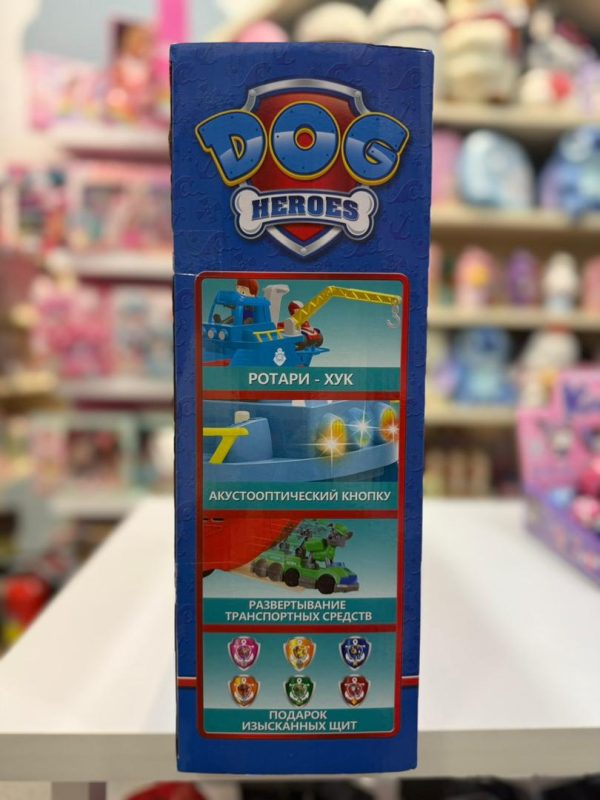 DOG
HEROES
РОТАРИ - ХУК
АКУСТООПТИЧЕСКИЙ КНОПКУ
РАЗВЕРТЫВАНИЕ
ТРАНСПОРТНЫХ СРЕДСТВ
ПОДАРОК
ИЗЫСКАННЫХ ЩИТ